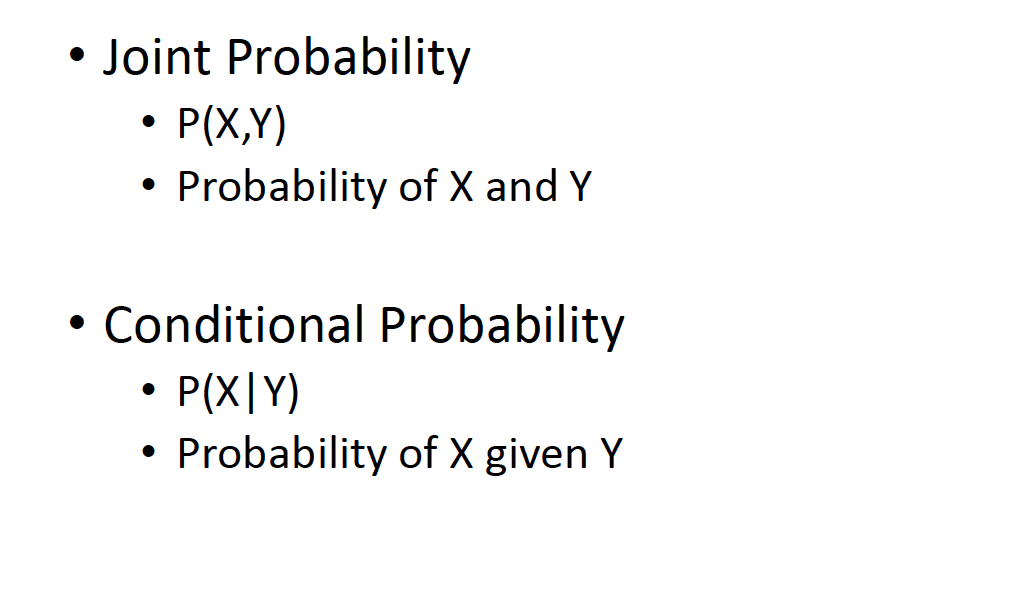 • Joint Probability
• P(X,Y)
• Probability of X and Y
• Conditional Probability
• P(X|Y)
• Probability of X given Y